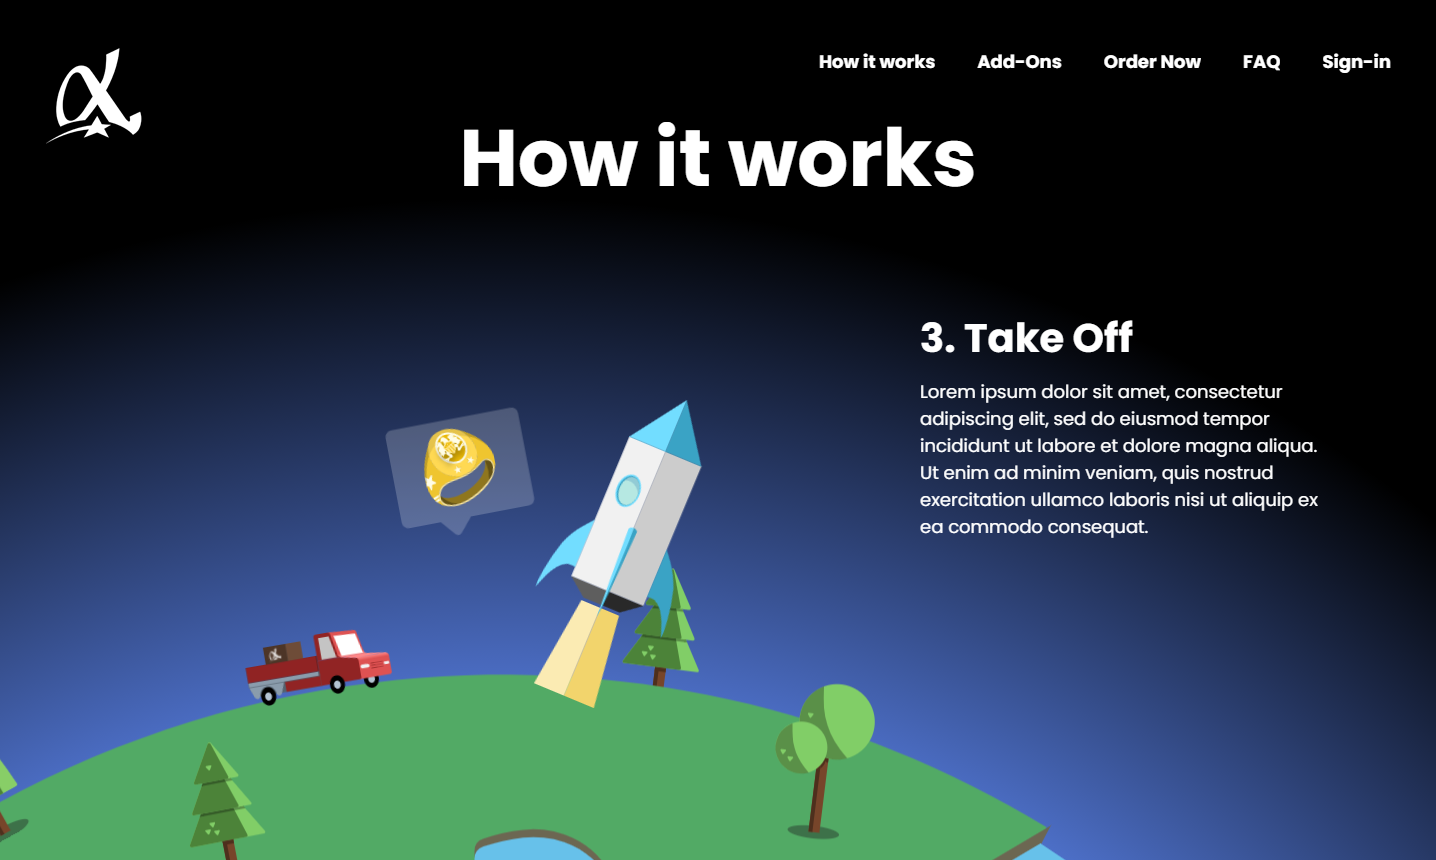 How it works
Add-Ons
Order Now
FAQ
Sign-in
How it works
3. Take Off
Lorem ipsum dolor sit amet, consectetur
adipiscing elit, sed do eiusmod tempor
incididunt ut labore et dolore magna aliqua.
Ut enim ad minim veniam, quis nostrud
exercitation ullamco laboris nisi ut aliquip ex
ea commodo consequat.